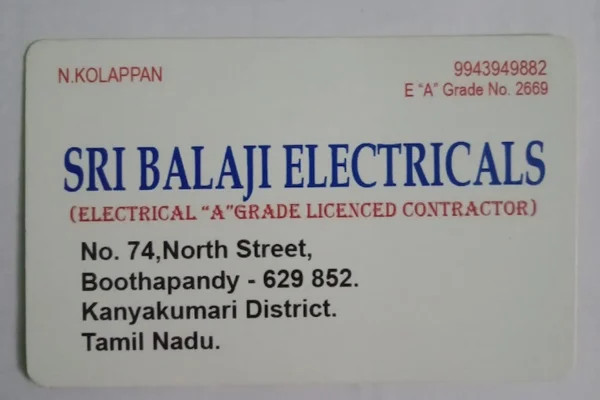 N.KOLAPPAN
9943949882
E "A" Grade No. 2669
SRI BALAJI ELECTRICALS
(ELECTRICAL "A"GRADE LICENCED CONTRACTOR)
No. 74,North Street,
Boothapandy - 629 852.
Kanyakumari District.
Tamil Nadu.